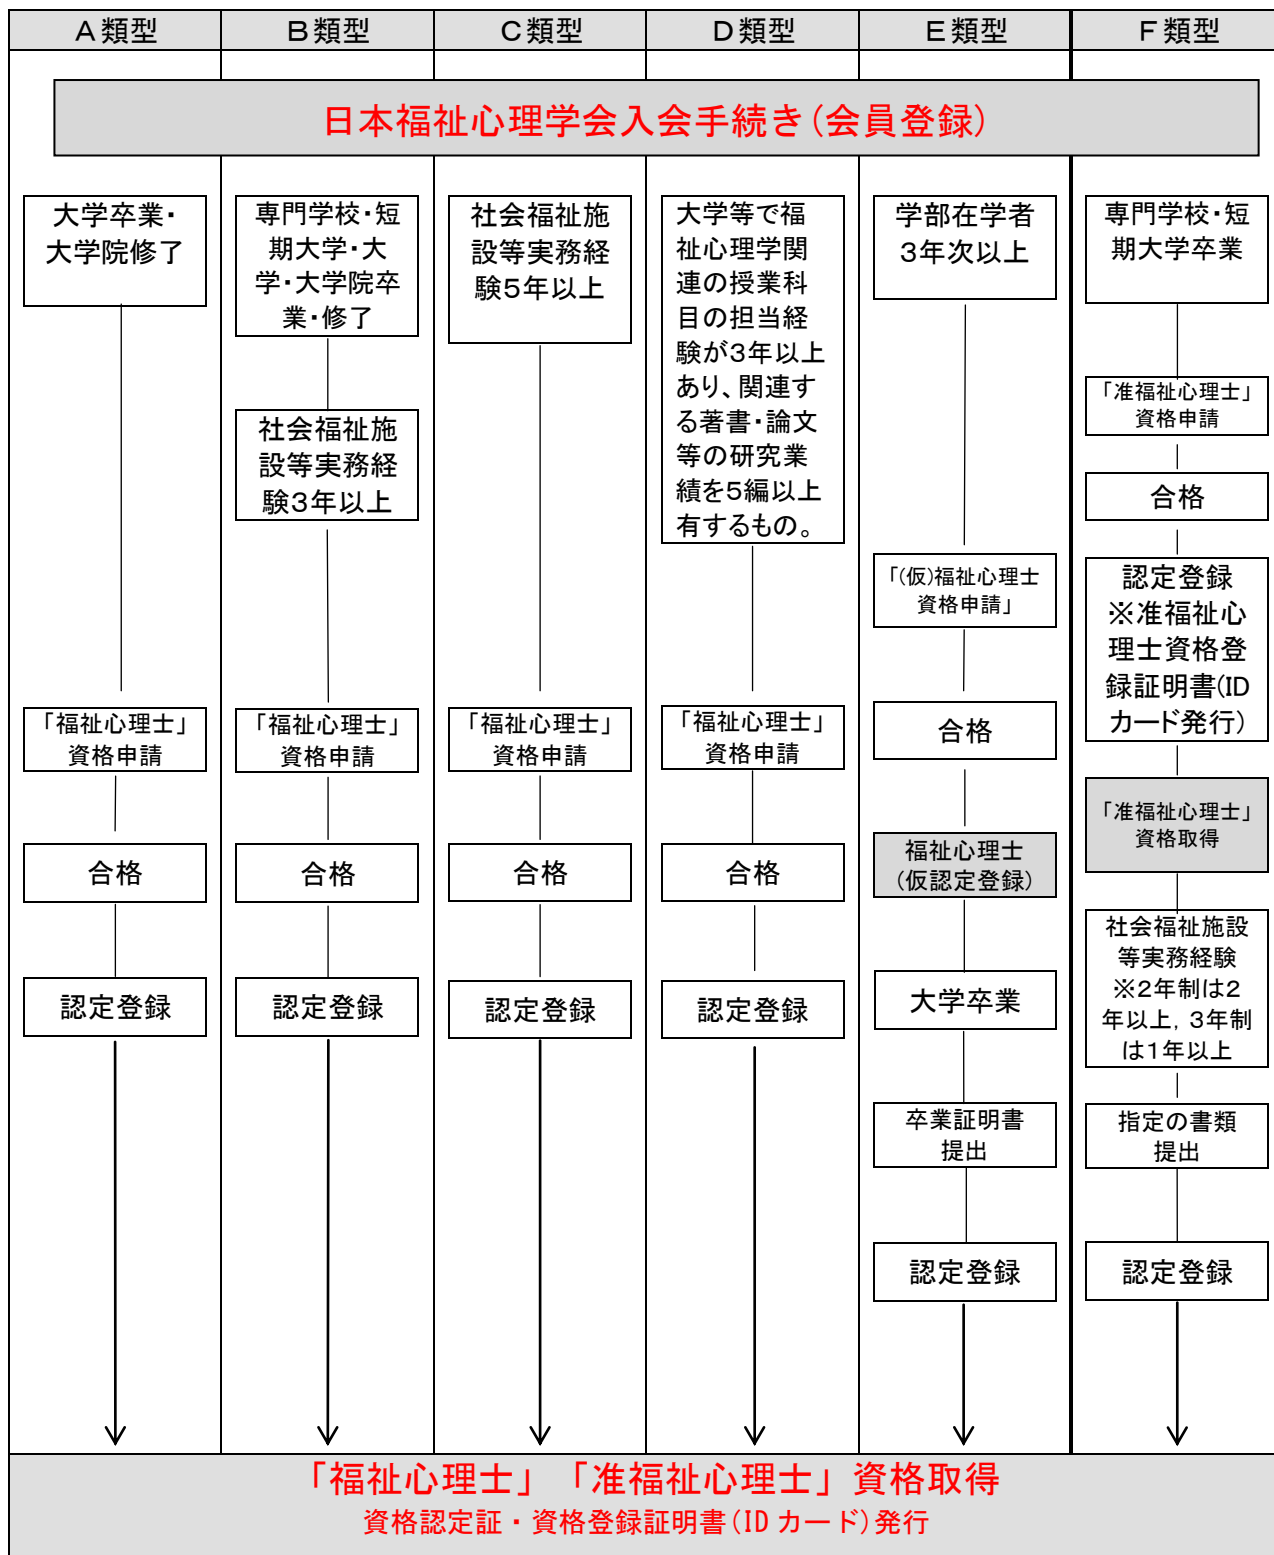 A類型
B類型
C類型
D類型
E類型
F類型
日本福祉心理学会入会手続き(会員登録)
大学卒業・
大学院修了
専門学校・短
期大学・大
学・大学院卒
業・修了
社会福祉施
設等実務経
験3年以上
社会福祉施
設等実務経
験5年以上
大学等で福
祉心理学関
連の授業科
目の担当経
験が3年以上
あり、関連す
る著書・論文
等の研究業
績を5編以上
有するもの。
学部在学者
3年次以上
専門学校・短
期大学卒業
「准福祉心理士」
資格申請
合格
認定登録
※准福祉心
理士資格登
録証明書(ID
カード発行)
「准福祉心理士」
資格取得
社会福祉施設
等実務経験
※2年制は2
年以上, 3年制
は1年以上
指定の書類
提出
認定登録
「(仮)福祉心理士
資格申請」
合格
福祉心理士
(仮認定登録)
大学卒業
卒業証明書
提出
認定登録
「福祉心理士」
資格申請
「福祉心理士」
資格申請
「福祉心理士」
資格申請
「福祉心理士」
資格申請
合格
合格
合格
合格
認定登録
認定登録
認定登録
認定登録
「福祉心理士」「准福祉心理士」資格取得
資格認定証・資格登録証明書(ID カード)発行